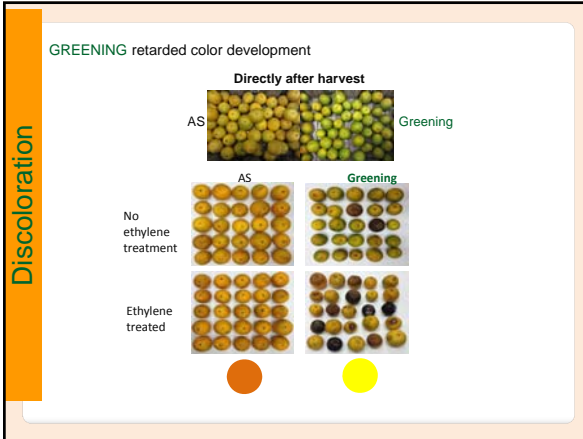 Discoloration
GREENING retarded color development
Directly after harvest
AS
Greening
AS
Greening
No
ethylene
treatment
Ethylene
treated